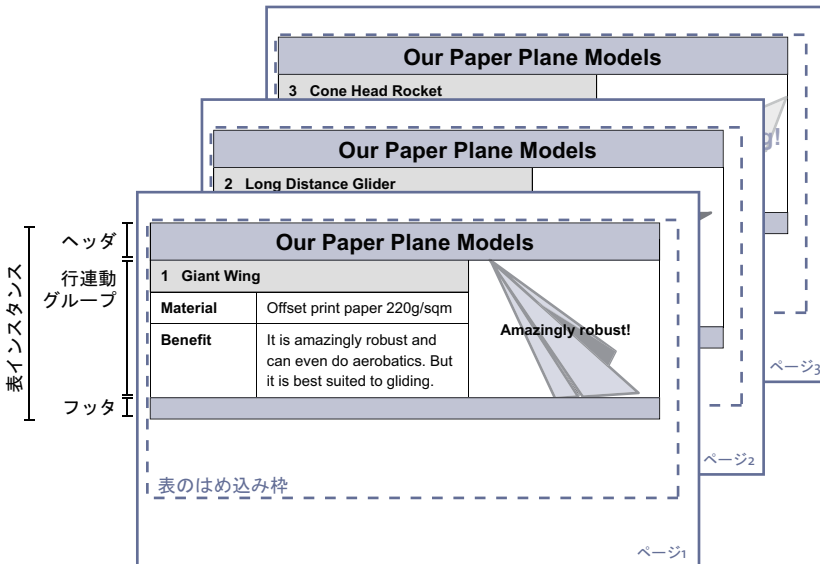 Our Paper Plane Models
3 Cone Head Rocket
g!
Our Paper Plane Models
2 Long Distance Glider
Our Paper Plane Models
1 Giant Wing
Material
Offset print paper 220g/sqm
Benefit
It is amazingly robust and
can even do aerobatics. But
it is best suited to gliding.
Amazingly robust!
表インスタンス
ヘッダ
行連動
グループ
フッタ
表のはめ込み枠
ページ3
ページ2
ページ1